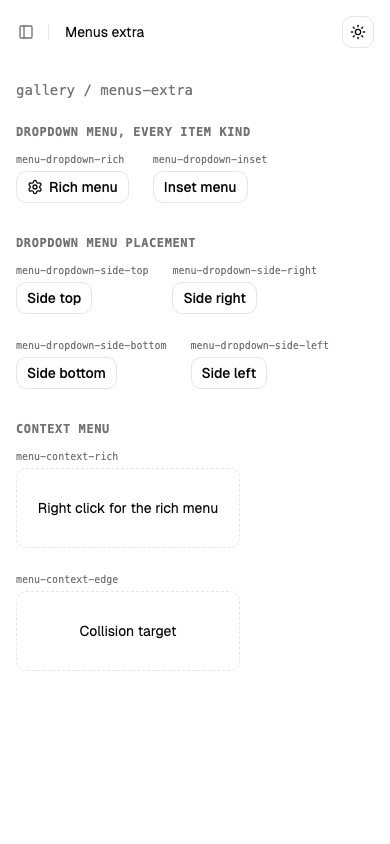 Menus extra
gallery / menus-extra
DROPDOWN MENU, EVERY ITEM KIND
menu-dropdown-rich menu-dropdown-inset
Rich menu Inset menu
DROPDOWN MENU PLACEMENT
menu-dropdown-side-top menu-dropdown-side-right
Side top Side right
menu-dropdown-side-bottom menu-dropdown-side-left
Side bottom Side left
CONTEXT MENU
menu-context-rich
Right click for the rich menu
menu-context-edge
Collision target